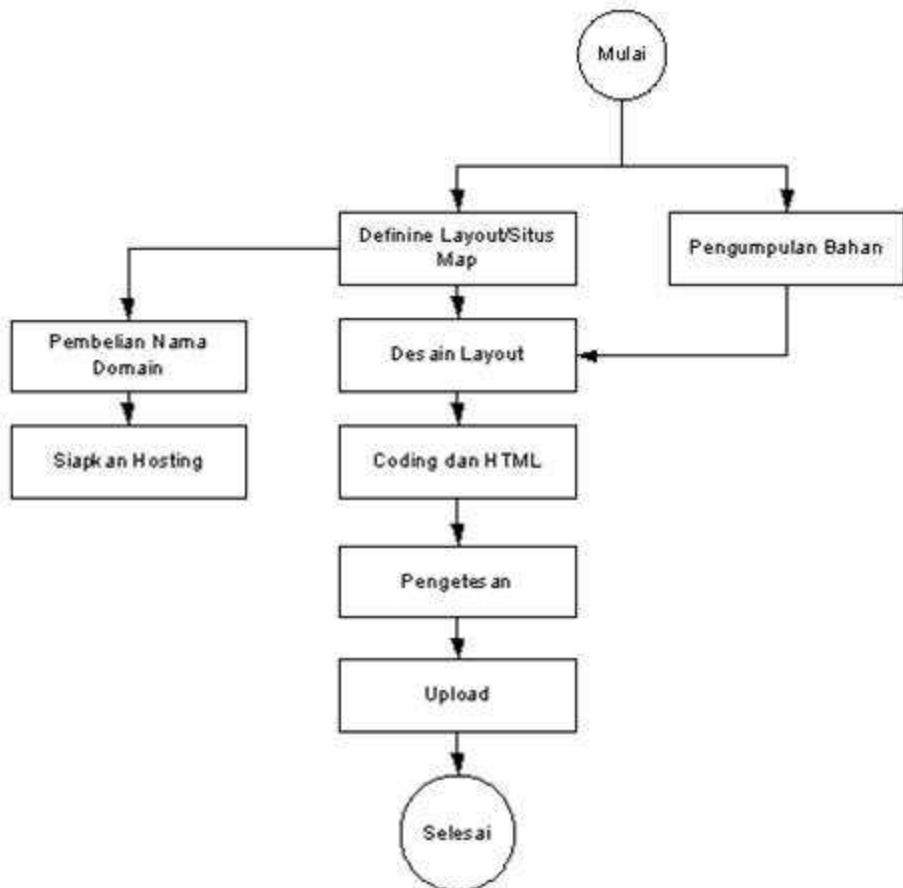 Mulai
Definine Layout/Situs
Map
Pengumpulan Bahan
Pembelian Nama
Domain
Desain Layout
Siapkan Hosting
Coding dan HTML
Pengetesan
Upload
Selesai